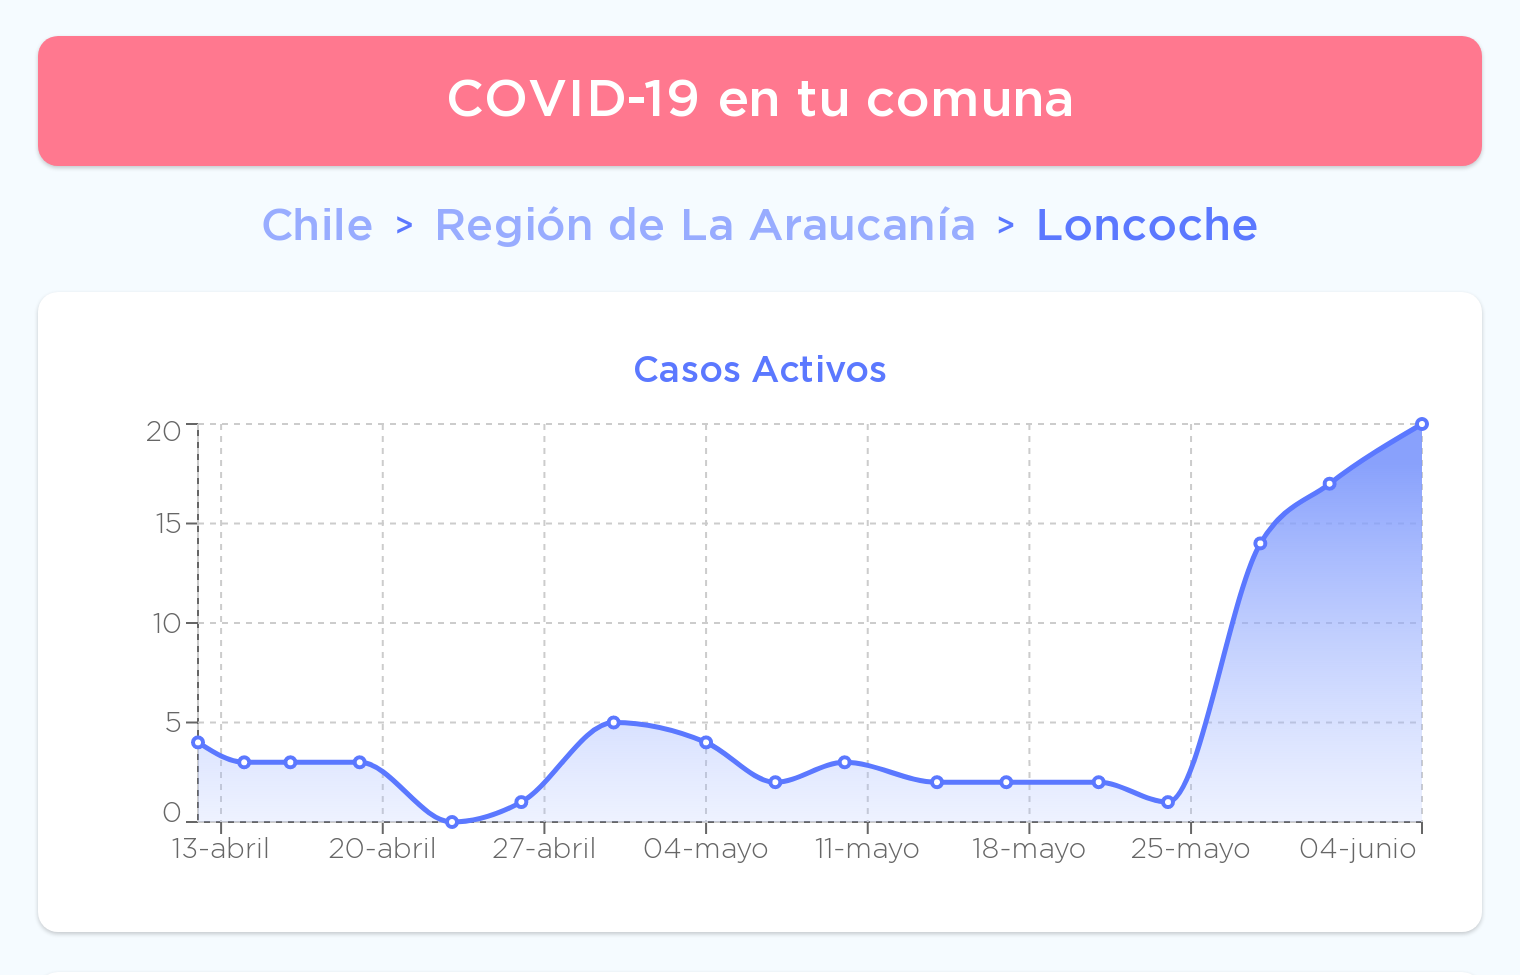 COVID-19 en tu comuna
Chile > Región de La Araucanía > Loncoche
Casos Activos
20
15
10
5
0
13-abril 20-abril 27-abril 04-mayo 11-mayo 18-mayo 25-mayo 04-junio